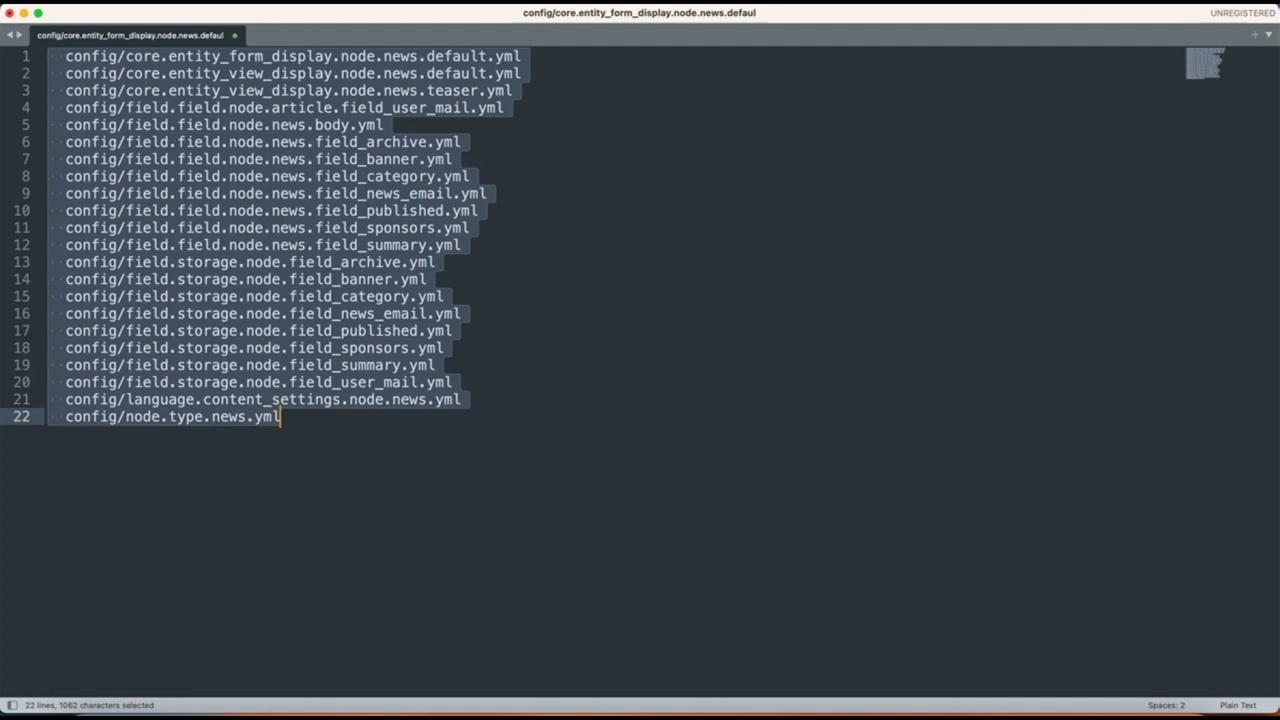 config/core.entity_form_display.node.news.defaul
UNREGISTERED
config/core.entity_form_display.node.news.defaul
1 config/core.entity_form_display.node.news.default.yml
2 config/core.entity_view_display.node.news.default.yml
3 config/core.entity_view_display.node.news.teaser.yml
4 config/field.field.node.article.field_user_mail.yml
5 config/field.field.node.news.body.yml
6 config/field.field.node.news.field_archive.yml
7 config/field.field.node.news.field_banner.yml
8 config/field.field.node.news.field_category.yml
9 config/field.field.node.news.field_news_email.yml
10 config/field.field.node.news.field_published.yml
11 config/field.field.node.news.field_sponsors.yml
12 config/field.field.node.news.field_summary.yml
13 config/field.storage.node.field_archive.yml
14 config/field.storage.node.field_banner.yml
15 config/field.storage.node.field_category.yml
16 config/field.storage.node.field_news_email.yml
17 config/field.storage.node.field_published.yml
18 config/field.storage.node.field_sponsors.yml
19 config/field.storage.node.field_summary.yml
20 config/field.storage.node.field_user_mail.yml
21 config/language.content_settings.node.news.yml
22 config/node.type.news.yml
22 lines, 1062 characters selected
Spaces: 2
Plain Text